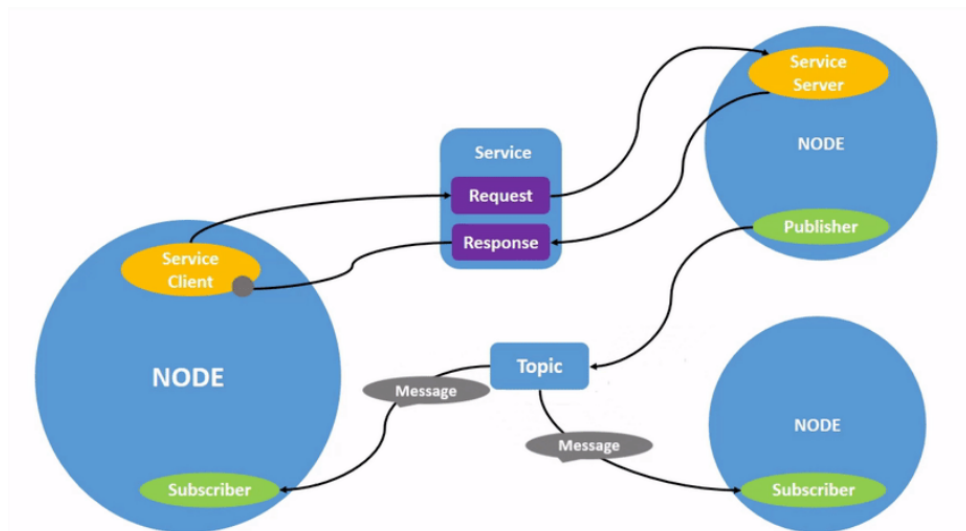 Service
Server
NODE
Publisher
Service
Request
Response
Service
Client
NODE
Subscriber
Topic
Message
Message
NODE
Subscriber